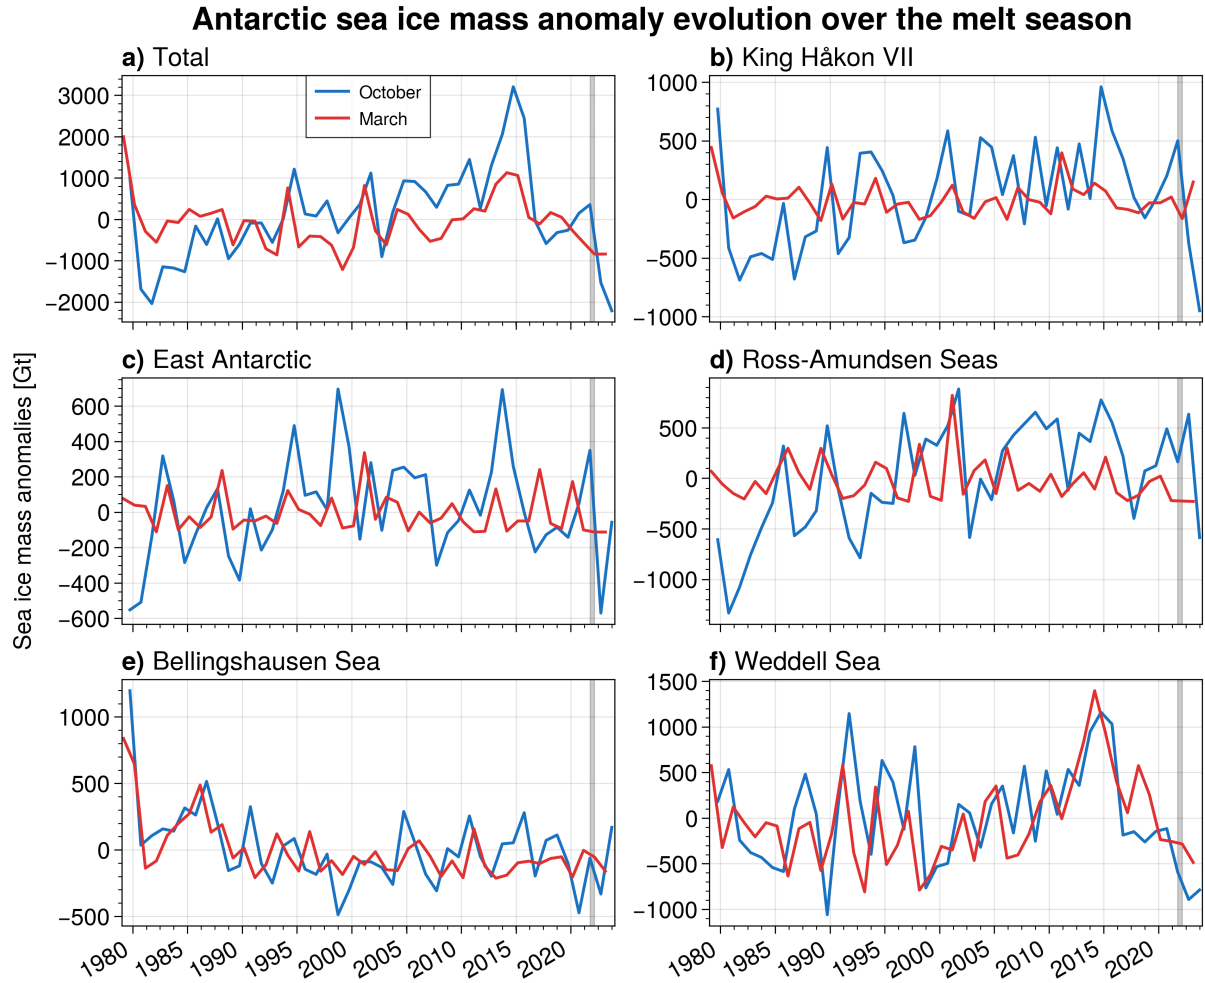 Antarctic sea ice mass anomaly evolution over the melt season
a) Total
b) King Håkon VII
October
March
3000
2000
1000
0
−1000
−2000
1000
500
0
−500
−1000
Sea ice mass anomalies [Gt]
c) East Antarctic
d) Ross-Amundsen Seas
600
400
200
0
−200
−400
−600
500
0
−500
−1000
e) Bellingshausen Sea
f) Weddell Sea
1000
500
0
−500
1500
1000
500
0
−500
−1000
1980 1985 1990 1995 2000 2005 2010 2015 2020
1980 1985 1990 1995 2000 2005 2010 2015 2020